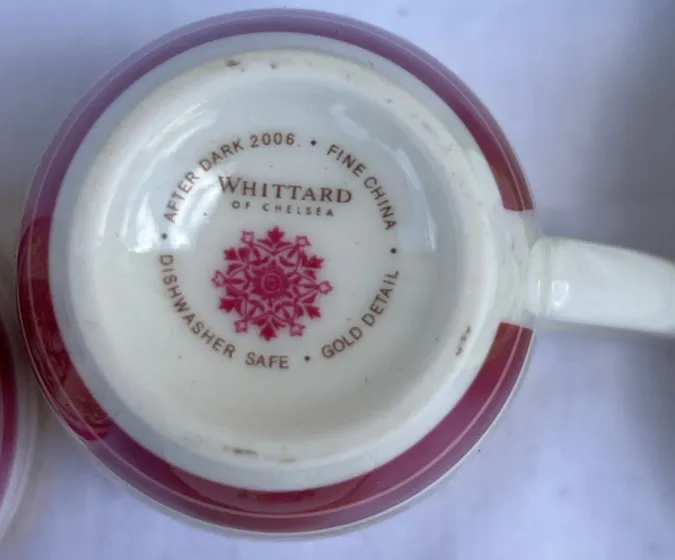 AFTER DARK 2006. • FINE CHINA • GOLD DETAIL • DISHWASHER SAFE •
WHITTARD
OF CHELSEA